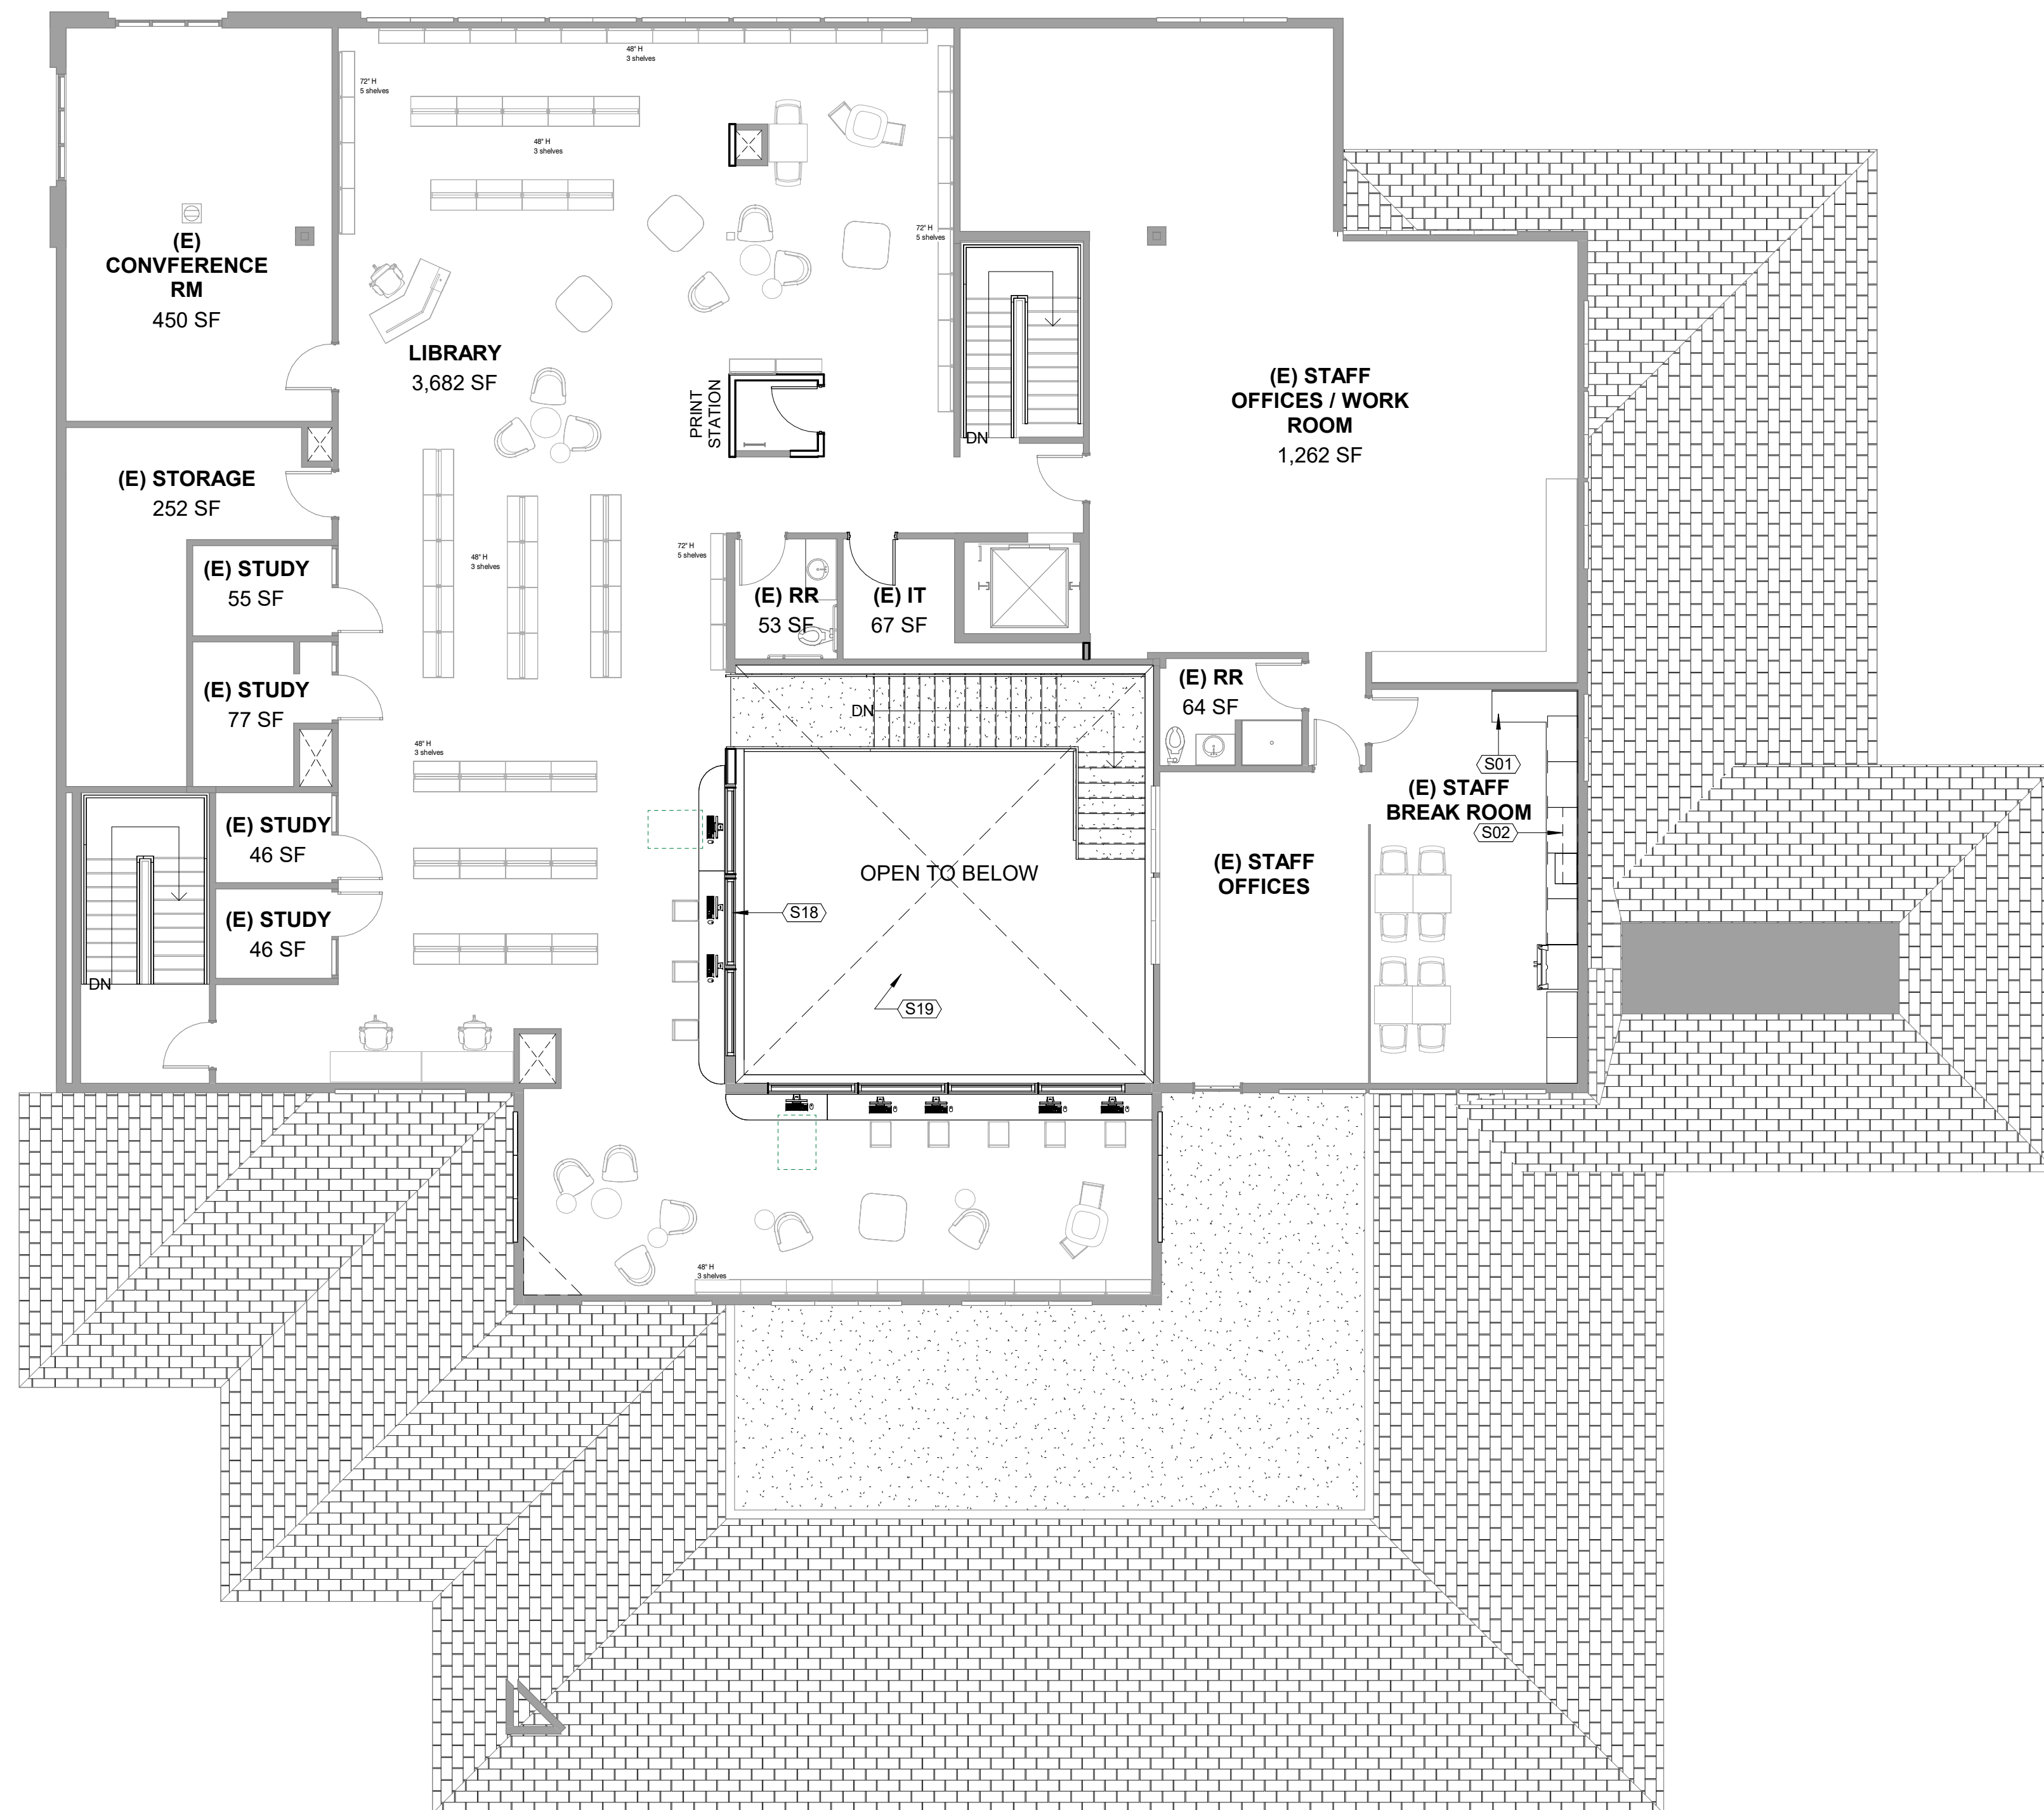 48" H
3 shelves
72" H
5 shelves
48" H
3 shelves
72" H
5 shelves
(E)
CONVFERENCE
RM
450 SF
LIBRARY
3,682 SF
PRINT
STATION
DN
(E) STAFF
OFFICES / WORK
ROOM
1,262 SF
(E) STORAGE
252 SF
(E) STUDY
55 SF
48" H
3 shelves
72" H
5 shelves
(E) RR
53 SF
(E) IT
67 SF
(E) STUDY
77 SF
(E) RR
64 SF
DN
48" H
3 shelves
S01
(E) STAFF
BREAK ROOM
S02
(E) STUDY
46 SF
OPEN TO BELOW
(E) STAFF
OFFICES
(E) STUDY
46 SF
S18
DN
S19
48" H
3 shelves